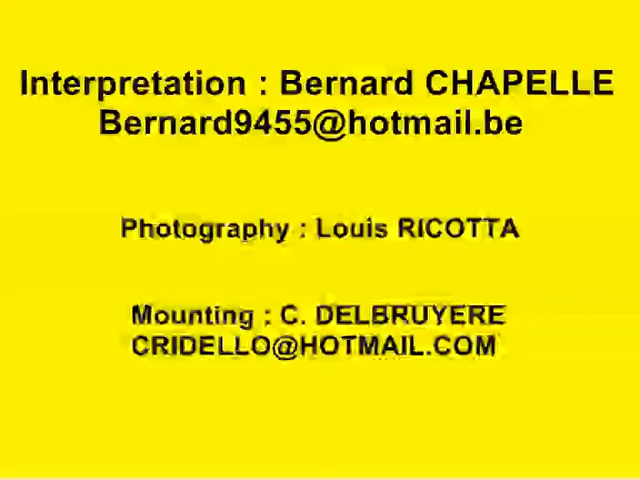 Interpretation : Bernard CHAPELLE
Bernard9455@hotmail.be
Photography : Louis RICOTTA
Mounting : C. DELBRUYERE
CRIDELLO@HOTMAIL.COM